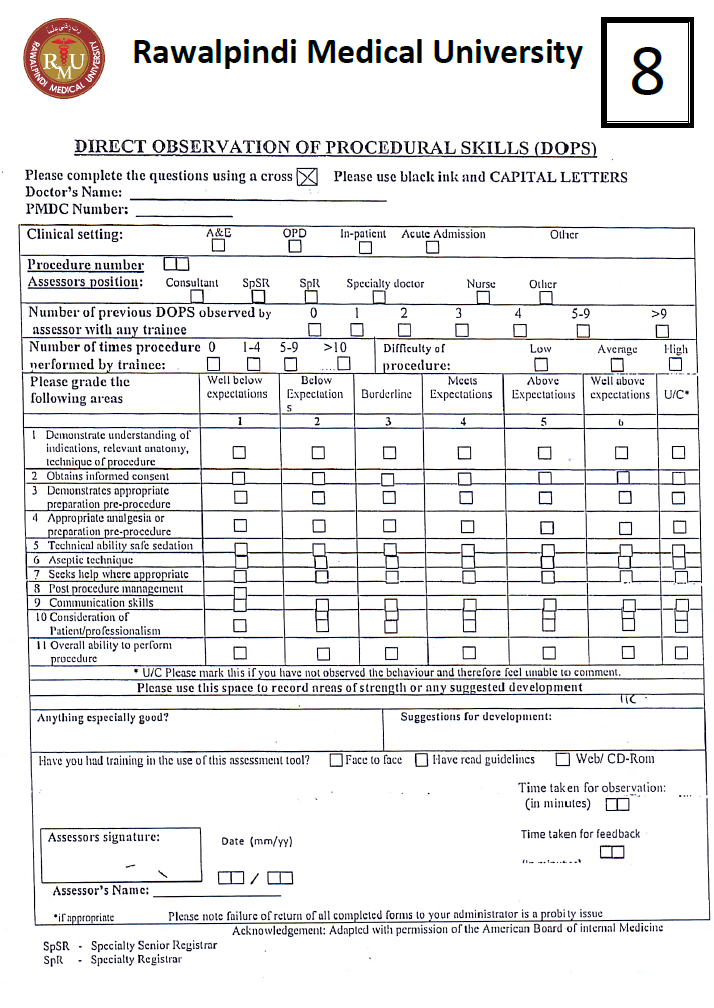 RAWALPINDI MEDICAL UNIVERSITY
RMU
Rawalpindi Medical University
8
DIRECT OBSERVATION OF PROCEDURAL SKILLS (DOPS)
Please complete the questions using a cross Please use black ink and CAPITAL LETTERS
Doctor's Name:
PMDC Number:
Clinical setting: A&E OPD In-patient Acute Admission Other
Procedure number
Assessors position: Consultant SpSR SpR Specialty doctor Nurse Other
Number of previous DOPS observed by 0 1 2 3 4 5-9 >9
assessor with any trainee
Number of times procedure 0 1-4 5-9 >10 Difficulty of Low Average High
performed by trainee: procedure:
Please grade the Well below Below Borderline Meets Above Well above U/C*
following areas expectations Expectation Expectations Expectations expectations
s
1 2 3 4 5 6
1 Demonstrate understanding of
indications, relevant anatomy,
technique of procedure
2 Obtains informed consent
3 Demonstrates appropriate
preparation pre-procedure
4 Appropriate analgesia or
preparation pre-procedure
5 Technical ability safe sedation
6 Aseptic technique
7 Seeks help where appropriate
8 Post procedure management
9 Communication skills
10 Consideration of
Patient/professionalism
11 Overall ability to perform
procedure
* U/C Please mark this if you have not observed the behaviour and therefore feel unable to comment.
Please use this space to record areas of strength or any suggested development
Anything especially good? Suggestions for development:
Have you had training in the use of this assessment tool? Face to face Have read guidelines Web/ CD-Rom
Time taken for observation:
(in minutes)
Assessors signature: Date (mm/yy) Time taken for feedback
/
Assessor's Name:
*if appropriate Please note failure of return of all completed forms to your administrator is a probity issue
Acknowledgement: Adapted with permission of the American Board of internal Medicine
SpSR - Specialty Senior Registrar
SpR - Specialty Registrar